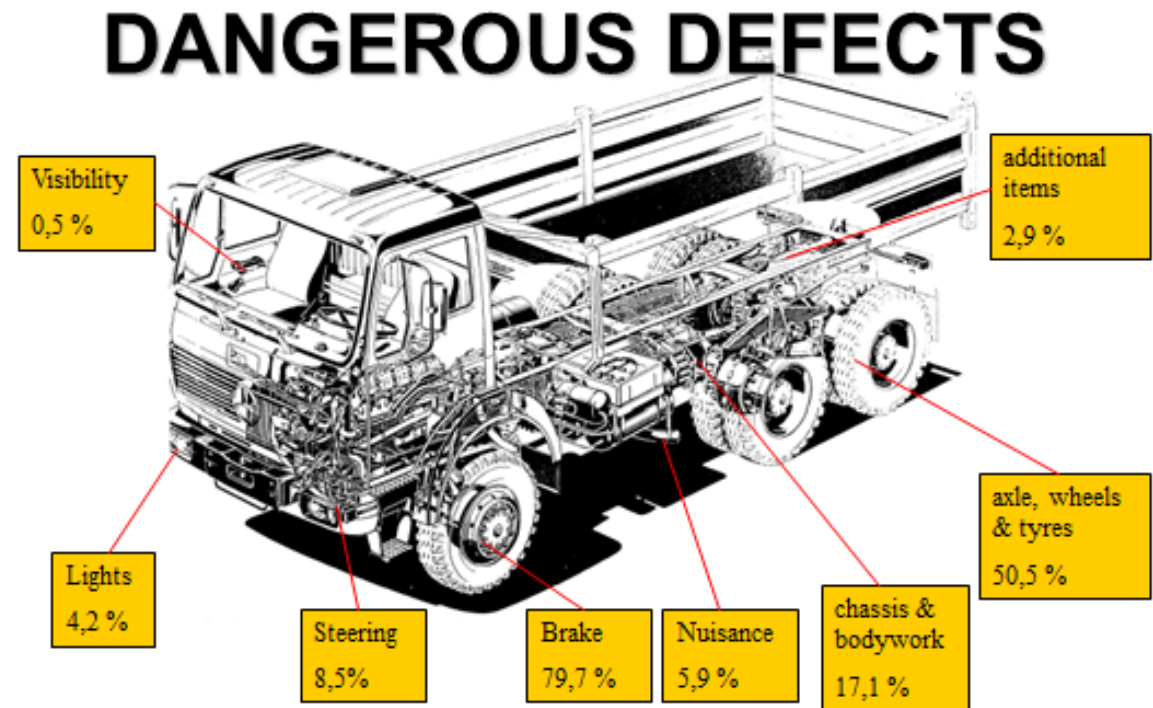 DANGEROUS DEFECTS
Visibility
0,5 %
additional
items
2,9 %
axle, wheels
& tyres
50,5 %
Lights
4,2 %
Steering
8,5%
Brake
79,7 %
Nuisance
5,9 %
chassis &
bodywork
17,1 %